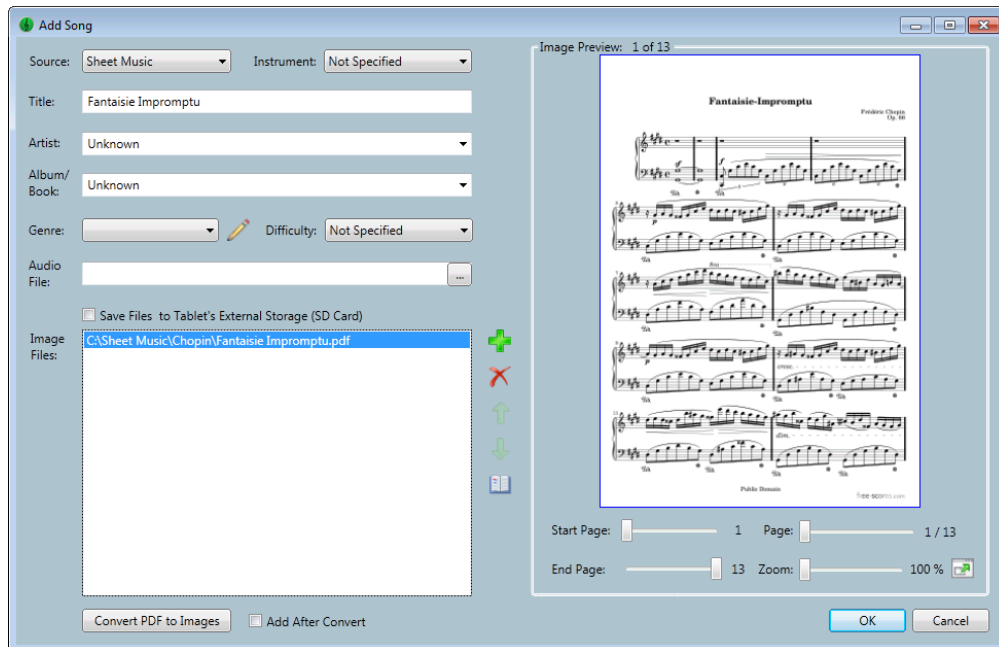 Add Song
Source: Sheet Music Instrument: Not Specified
Title: Fantaisie Impromptu
Artist: Unknown
Album/
Book: Unknown
Genre: Difficulty: Not Specified
Audio
File: ...
Save Files to Tablet's External Storage (SD Card)
Image
Files:
C:\Sheet Music\Chopin\Fantaisie Impromptu.pdf
Convert PDF to Images Add After Convert
Image Preview: 1 of 13
Fantaisie-Impromptu
Frédéric Chopin
Op. 66
cresc.
dim.
Public Domain
free-scores.com
Start Page: 1 Page: 1 / 13
End Page: 13 Zoom: 100 %
OK Cancel